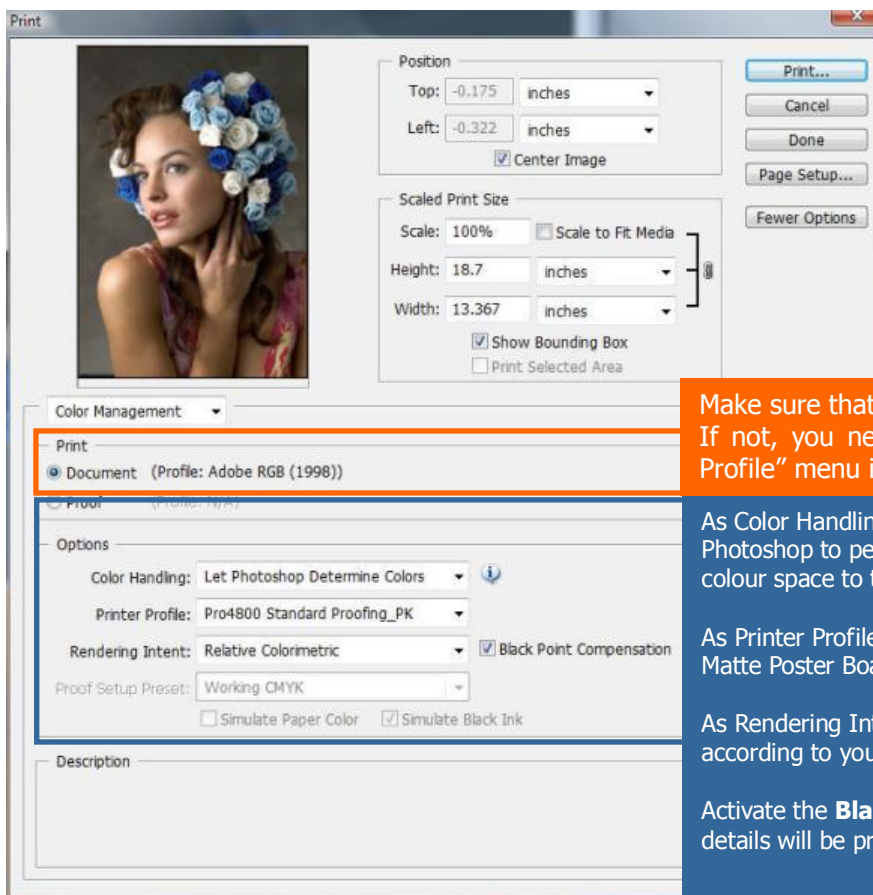 Print
Position
Top: -0.175 inches
Left: -0.322 inches
Center Image
Print...
Cancel
Done
Page Setup...
Fewer Options
Scaled Print Size
Scale: 100% Scale to Fit Media
Height: 18.7 inches
Width: 13.367 inches
Show Bounding Box
Print Selected Area
Color Management
Print
Document (Profile: Adobe RGB (1998))
Proof (Profile: N/A)
Options
Color Handling: Let Photoshop Determine Colors
Printer Profile: Pro4800 Standard Proofing_PK
Rendering Intent: Relative Colorimetric Black Point Compensation
Proof Setup Preset: Working CMYK
Simulate Paper Color Simulate Black Ink
Description
Make sure that
If not, you ne
Profile” menu i
As Color Handlin
Photoshop to pe
colour space to t
As Printer Profile
Matte Poster Boa
As Rendering Int
according to you
Activate the Bla
details will be pr